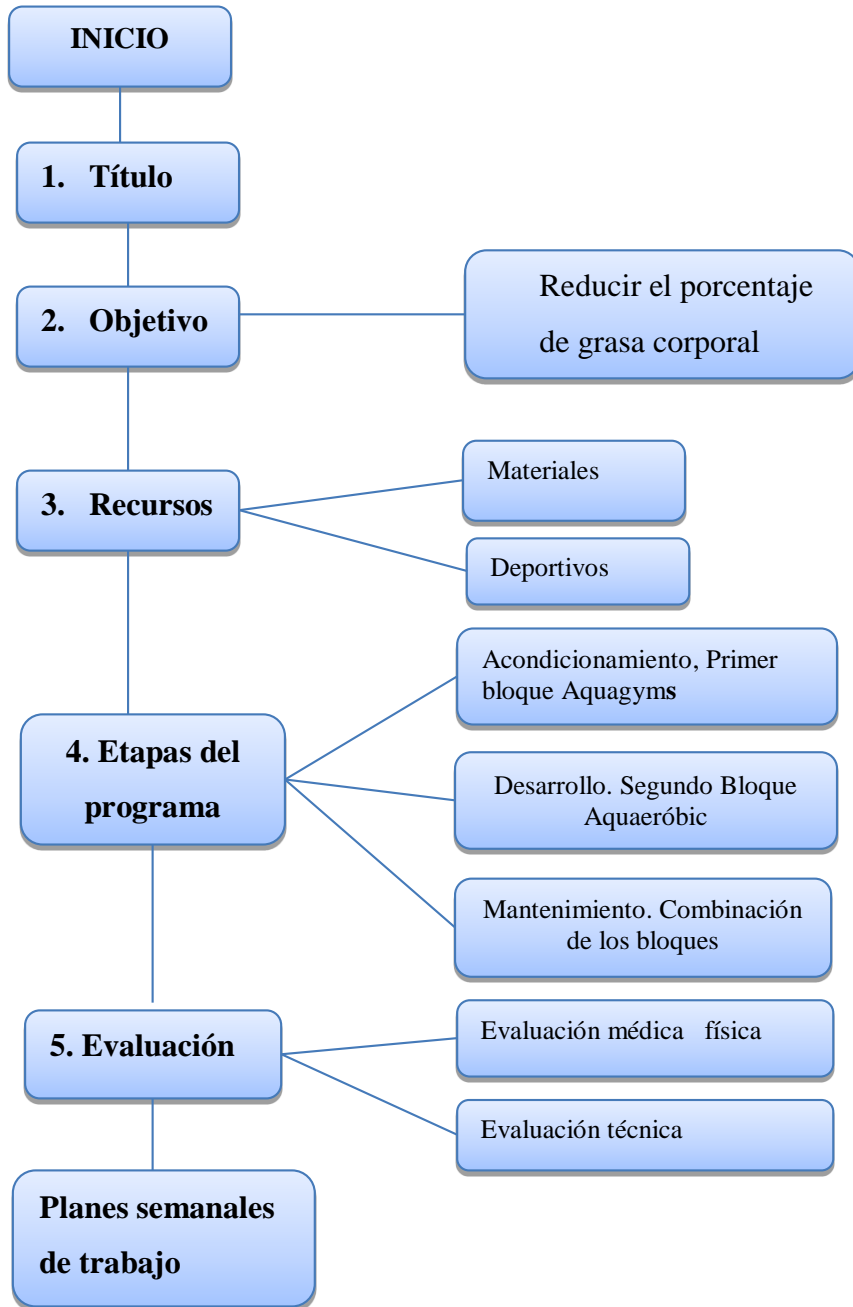 INICIO
1. Título
2. Objetivo
Reducir el porcentaje
de grasa corporal
3. Recursos
Materiales
Deportivos
4. Etapas del
programa
Acondicionamiento, Primer
bloque Aquagyms
Desarrollo. Segundo Bloque
Aquaeróbic
Mantenimiento. Combinación
de los bloques
5. Evaluación
Evaluación médica física
Evaluación técnica
Planes semanales
de trabajo